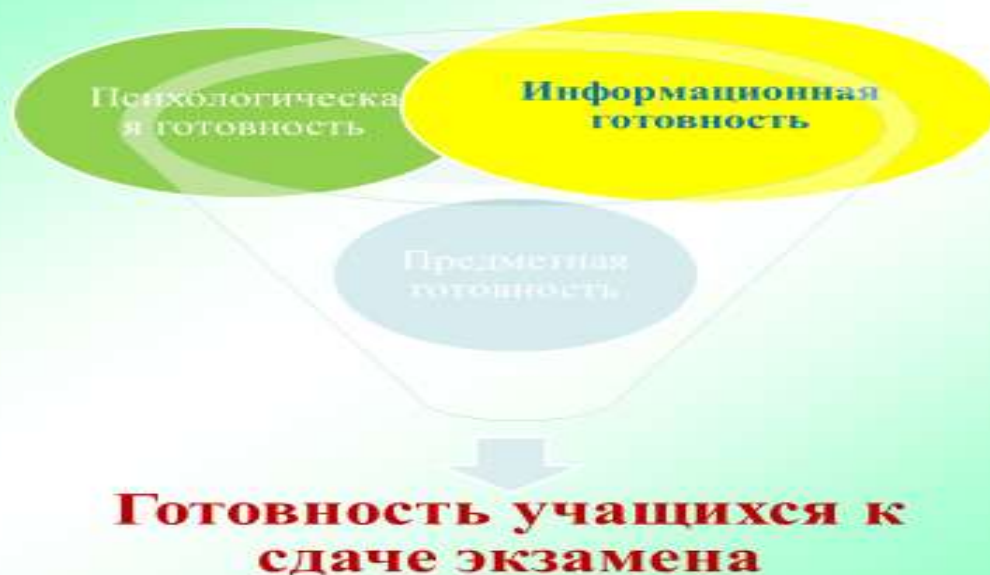 Психологическа
я готовность
Информационная
готовность
Предметная
готовность
Готовность учащихся к
сдаче экзамена